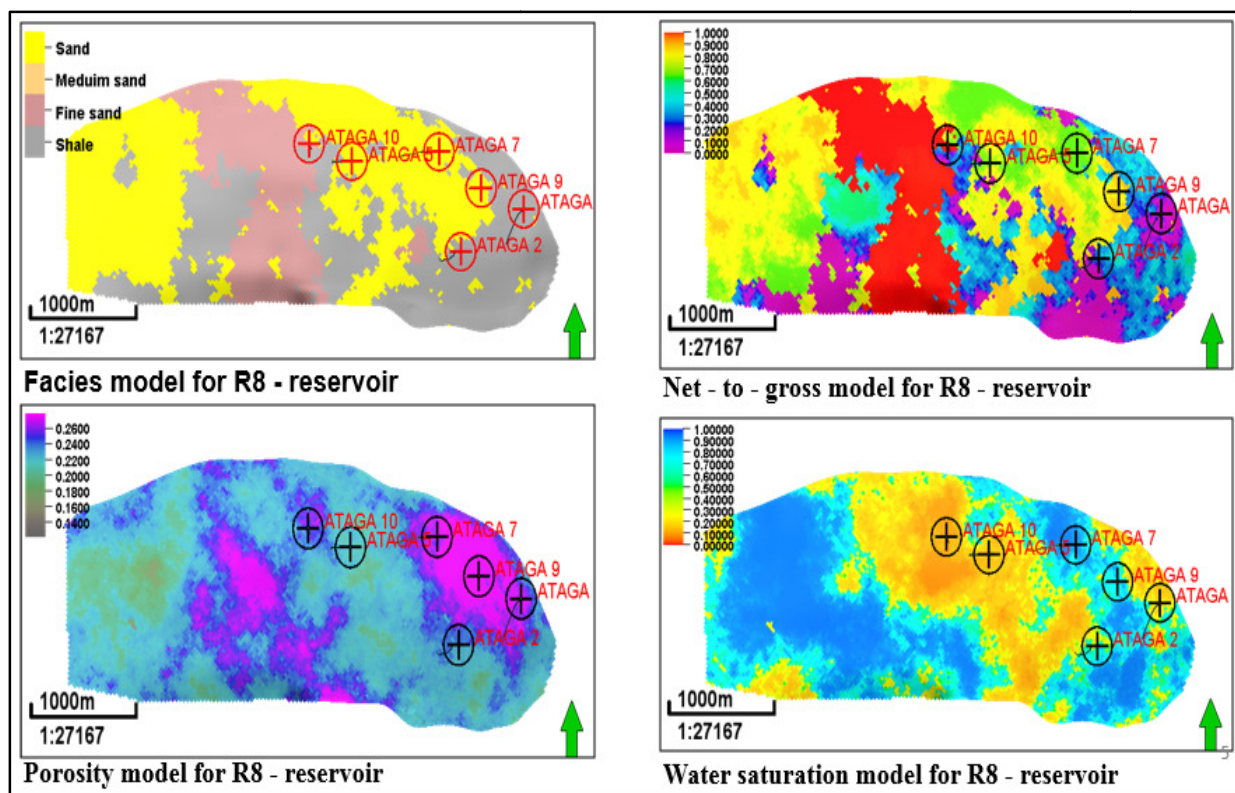 Sand
Meduim sand
Fine sand
Shale
ATAGA 10
ATAGA 7
ATAGA 9
ATAGA
ATAGA 2
1000m
1:27167
Facies model for R8 - reservoir
1.0000
0.9000
0.8000
0.7000
0.6000
0.5000
0.4000
0.3000
0.2000
0.1000
0.0000
ATAGA 10
ATAGA 7
ATAGA 9
ATAGA
ATAGA 2
1000m
1:27167
Net - to - gross model for R8 - reservoir
0.2600
0.2400
0.2200
0.2000
0.1800
0.1600
0.1400
ATAGA 10
ATAGA 7
ATAGA 9
ATAGA
ATAGA 2
1000m
1:27167
Porosity model for R8 - reservoir
1.00000
0.90000
0.80000
0.70000
0.60000
0.50000
0.40000
0.30000
0.20000
0.10000
0.00000
ATAGA 10
ATAGA 7
ATAGA 9
ATAGA
ATAGA 2
1000m
1:27167
5
Water saturation model for R8 - reservoir